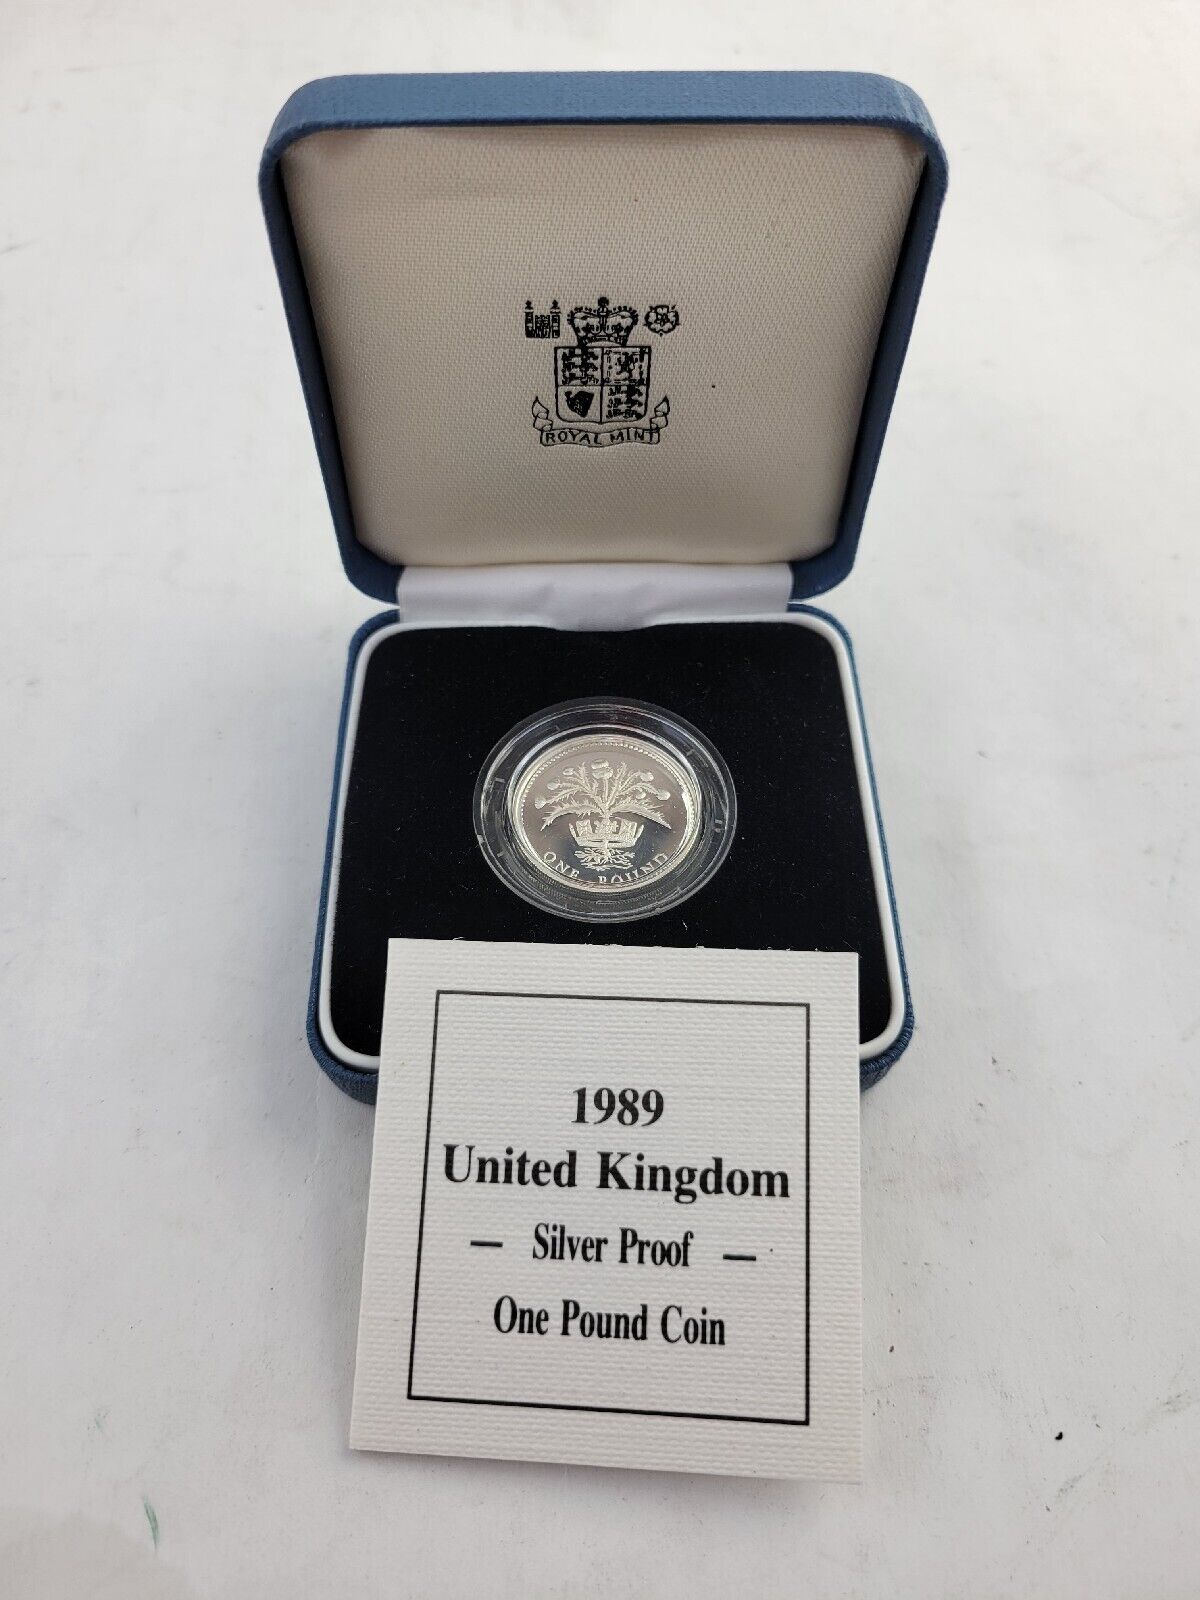 ROYAL MINT
ONE POUND
1989
United Kingdom
— Silver Proof —
One Pound Coin